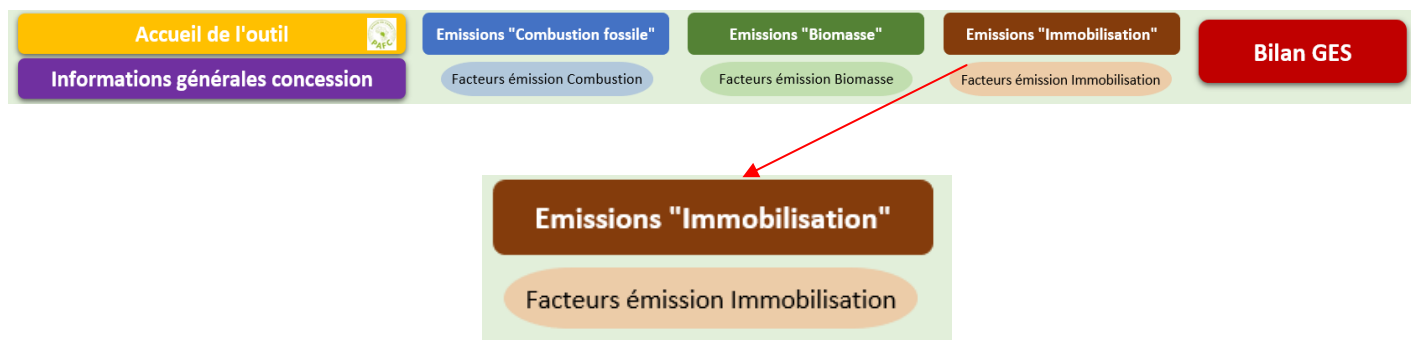 Accueil de l'outil
PAFC
Informations générales concession
Emissions "Combustion fossile"
Facteurs émission Combustion
Emissions "Biomasse"
Facteurs émission Biomasse
Emissions "Immobilisation"
Facteurs émission Immobilisation
Bilan GES
Emissions "Immobilisation"
Facteurs émission Immobilisation